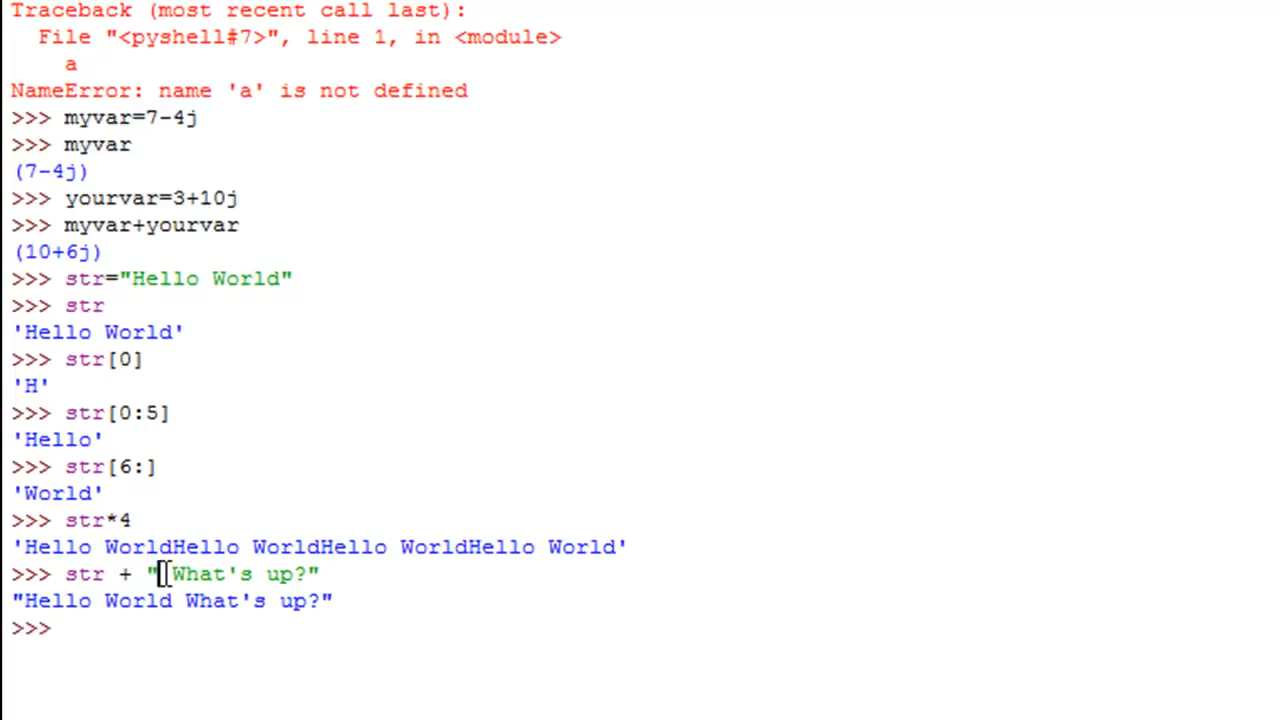 Traceback (most recent call last):
  File "<pyshell#7>", line 1, in <module>
    a
NameError: name 'a' is not defined
>>> myvar=7-4j
>>> myvar
(7-4j)
>>> yourvar=3+10j
>>> myvar+yourvar
(10+6j)
>>> str="Hello World"
>>> str
'Hello World'
>>> str[0]
'H'
>>> str[0:5]
'Hello'
>>> str[6:]
'World'
>>> str*4
'Hello WorldHello WorldHello WorldHello World'
>>> str + " What's up?"
"Hello World What's up?"
>>>